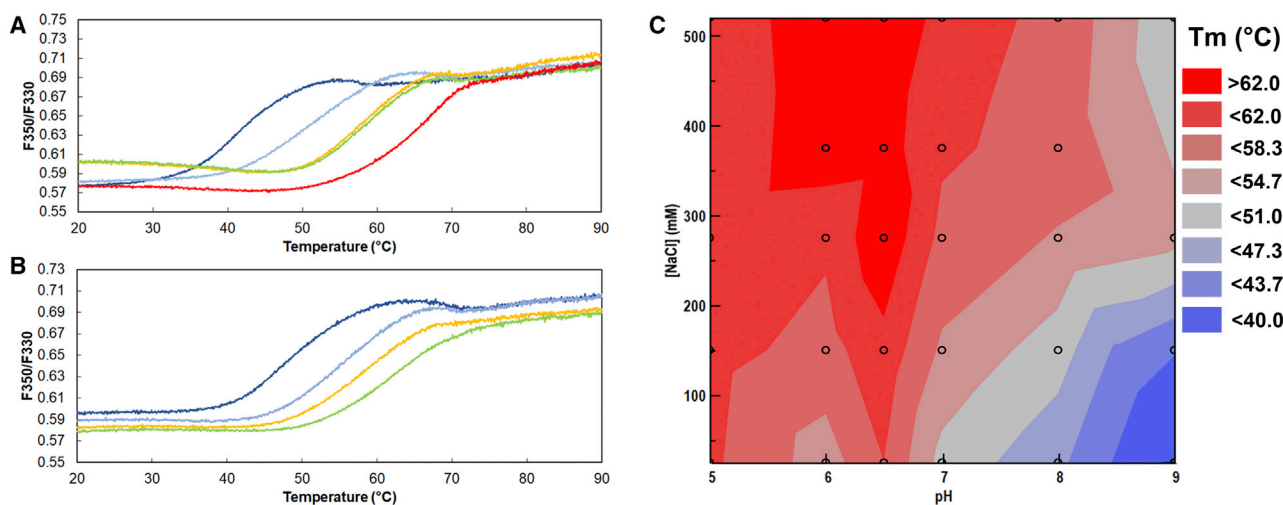 A
F350/F330
0.75
0.73
0.71
0.69
0.67
0.65
0.63
0.61
0.59
0.57
0.55
20 30 40 50 60 70 80 90
Temperature (°C)
B
F350/F330
0.73
0.71
0.69
0.67
0.65
0.63
0.61
0.59
0.57
0.55
20 30 40 50 60 70 80 90
Temperature (°C)
C
[NaCl] (mM)
500
400
300
200
100
5 6 7 8 9
pH
Tm (°C)
>62.0
<62.0
<58.3
<54.7
<51.0
<47.3
<43.7
<40.0